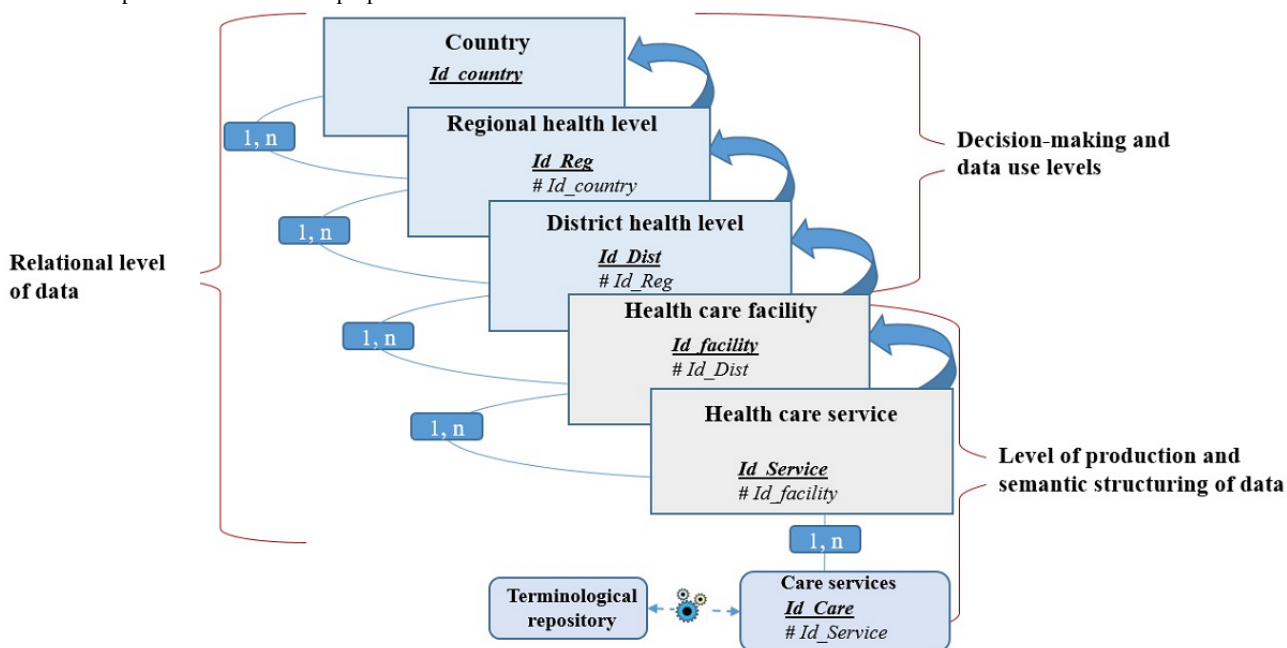 Country
Id_country
1, n
Regional health level
Id_Reg
# Id_country
Decision-making and
data use levels
1, n
District health level
Id_Dist
# Id_Reg
Relational level
of data
1, n
Health care facility
Id_facility
# Id_Dist
1, n
Health care service
Id_Service
# Id_facility
Level of production and
semantic structuring of data
1, n
Terminological
repository
Care services
Id_Care
# Id_Service